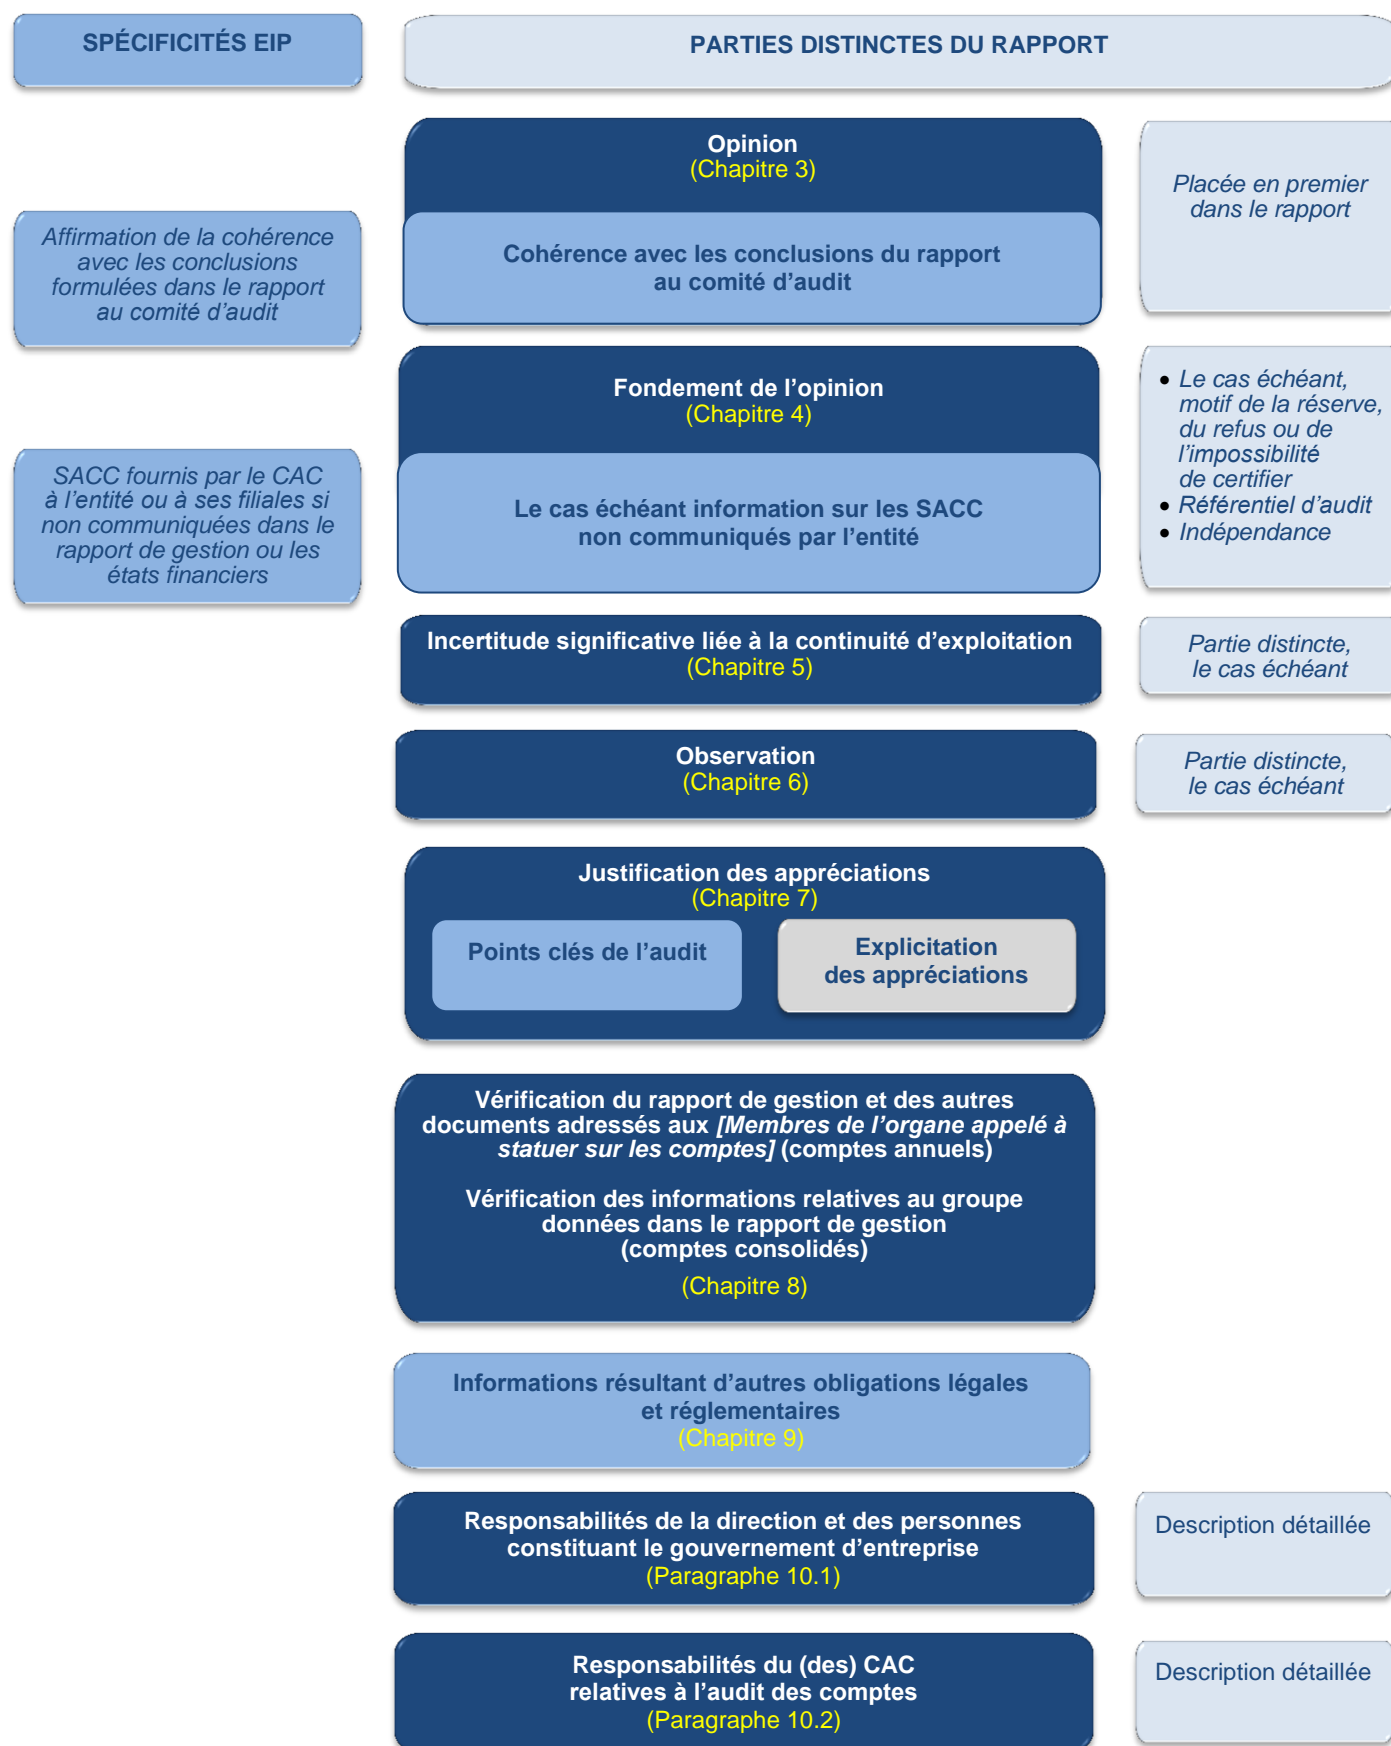 SPÉCIFICITÉS EIP
PARTIES DISTINCTES DU RAPPORT
Opinion
(Chapitre 3)
Placée en premier
dans le rapport
Affirmation de la cohérence
avec les conclusions
formulées dans le rapport
au comité d’audit
Cohérence avec les conclusions du rapport
au comité d’audit
Fondement de l’opinion
(Chapitre 4)
• Le cas échéant,
motif de la réserve,
du refus ou de
l’impossibilité
de certifier
• Référentiel d’audit
• Indépendance
SACC fournis par le CAC
à l’entité ou à ses filiales si
non communiquées dans le
rapport de gestion ou les
états financiers
Le cas échéant information sur les SACC
non communiqués par l’entité
Incertitude significative liée à la continuité d’exploitation
(Chapitre 5)
Partie distincte,
le cas échéant
Observation
(Chapitre 6)
Partie distincte,
le cas échéant
Justification des appréciations
(Chapitre 7)
Points clés de l’audit
Explicitation
des appréciations
Vérification du rapport de gestion et des autres
documents adressés aux [Membres de l’organe appelé à
statuer sur les comptes] (comptes annuels)
Vérification des informations relatives au groupe
données dans le rapport de gestion
(comptes consolidés)
(Chapitre 8)
Informations résultant d’autres obligations légales
et réglementaires
(Chapitre 9)
Responsabilités de la direction et des personnes
constituant le gouvernement d’entreprise
(Paragraphe 10.1)
Description détaillée
Responsabilités du (des) CAC
relatives à l’audit des comptes
(Paragraphe 10.2)
Description détaillée